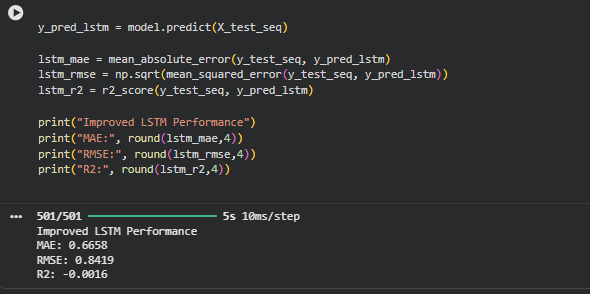 y_pred_lstm = model.predict(X_test_seq)
lstm_mae = mean_absolute_error(y_test_seq, y_pred_lstm)
lstm_rmse = np.sqrt(mean_squared_error(y_test_seq, y_pred_lstm))
lstm_r2 = r2_score(y_test_seq, y_pred_lstm)
print("Improved LSTM Performance")
print("MAE:", round(lstm_mae,4))
print("RMSE:", round(lstm_rmse,4))
print("R2:", round(lstm_r2,4))
501/501 5s 10ms/step
Improved LSTM Performance
MAE: 0.6658
RMSE: 0.8419
R2: -0.0016